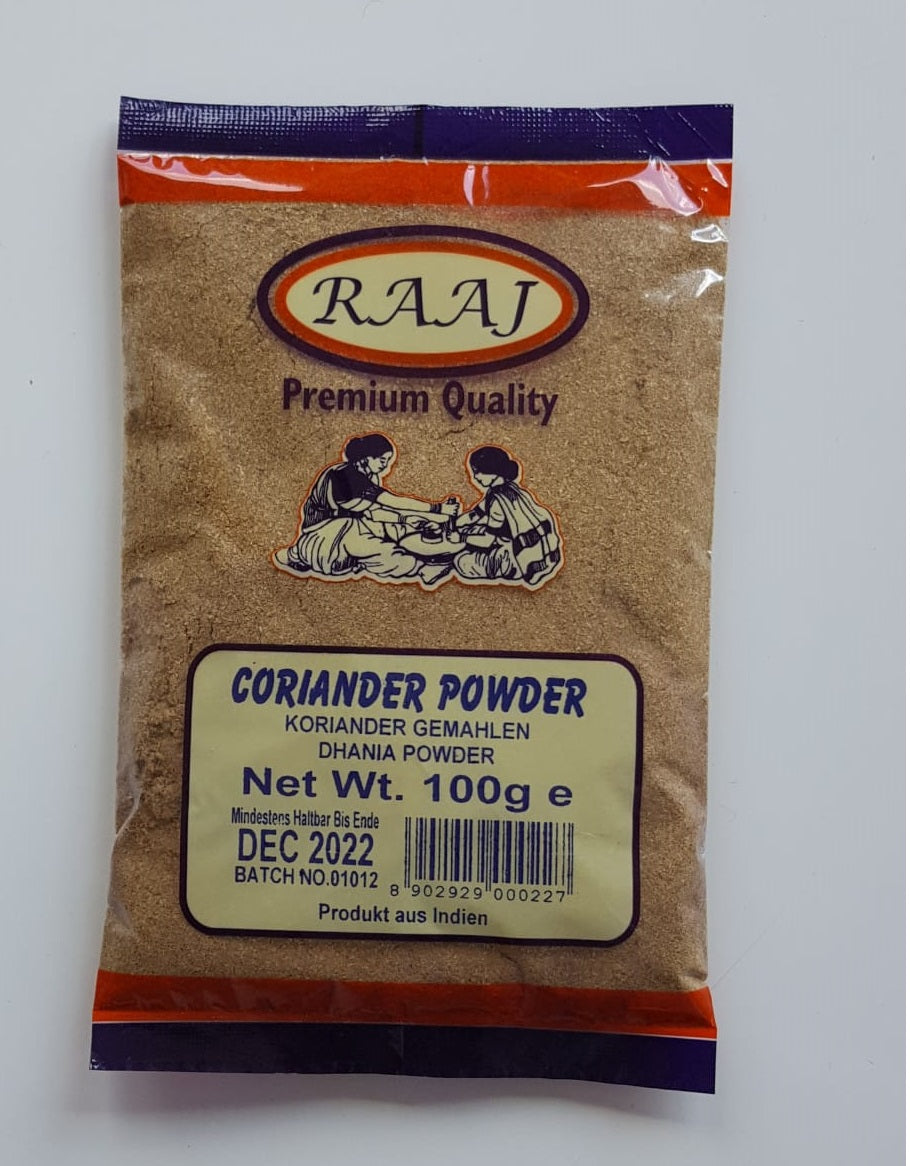 RAAJ
Premium Quality
CORIANDER POWDER
KORIANDER GEMAHLEN
DHANIA POWDER
Net Wt. 100g e
Mindestens Haltbar Bis Ende
DEC 2022
BATCH NO.01012
8 902929 000227
Produkt aus Indien